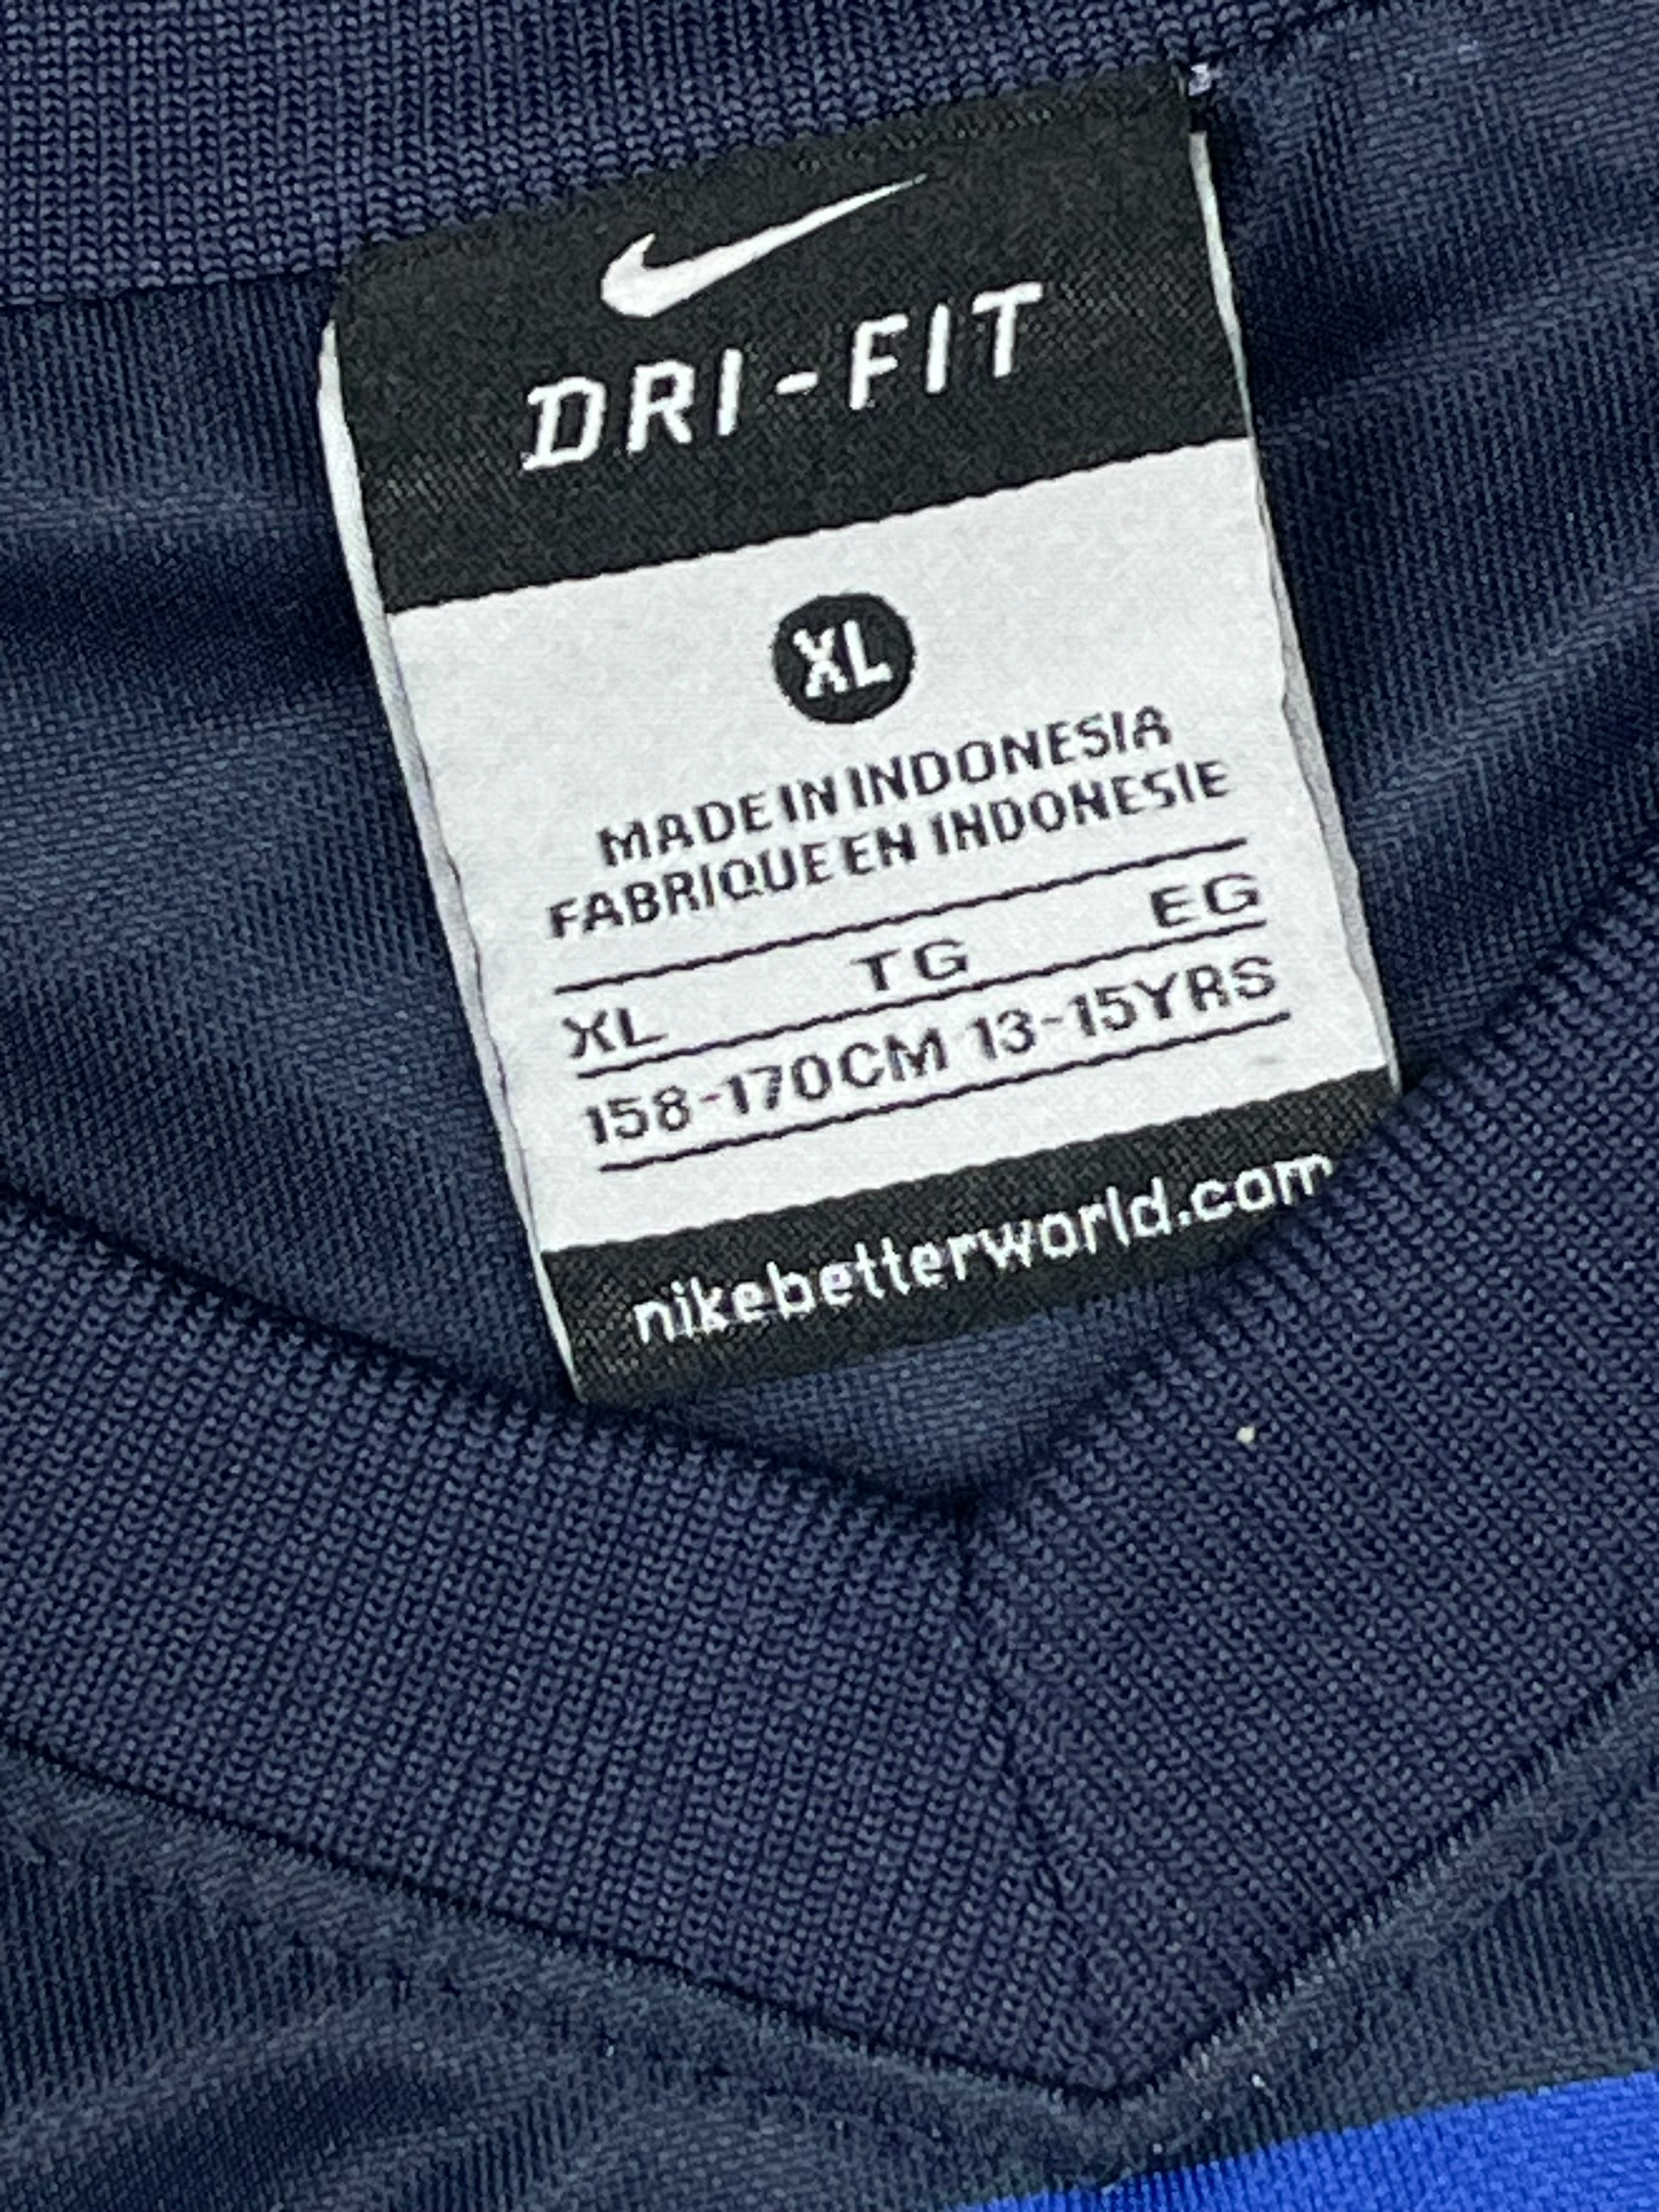 DRI-FIT
XL
MADE IN INDONESIA
FABRIQUE EN INDONESIE
XL TG EG
158-170CM 13-15YRS
nikebetterworld.com